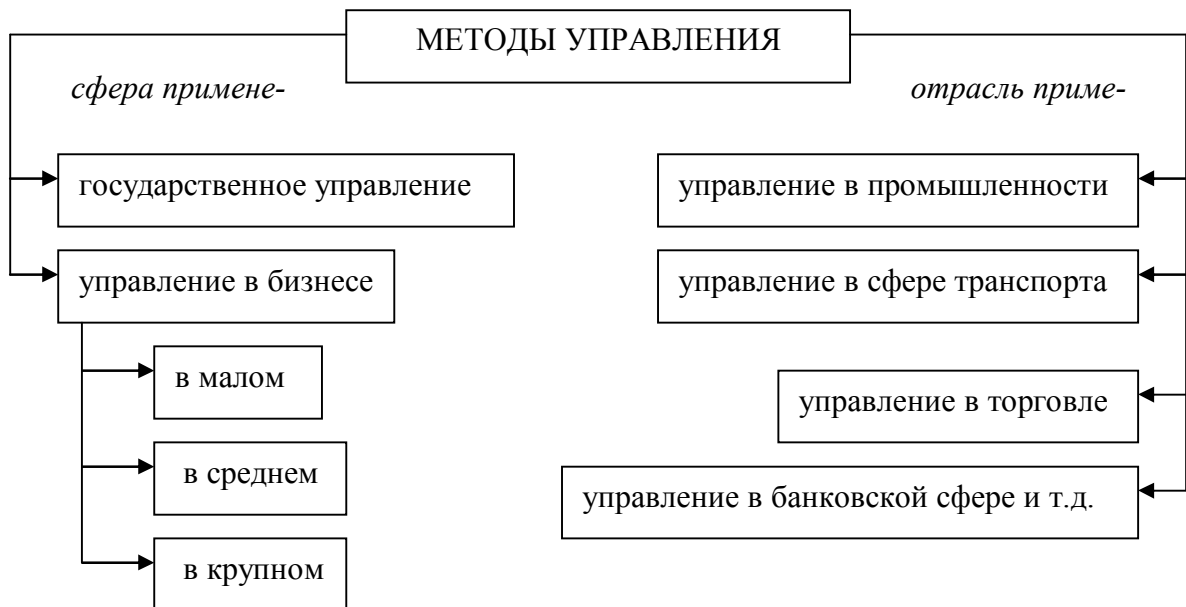 МЕТОДЫ УПРАВЛЕНИЯ
сфера примене-
отрасль приме-
государственное управление
управление в промышленности
управление в бизнесе
управление в сфере транспорта
в малом
управление в торговле
в среднем
управление в банковской сфере и т.д.
в крупном